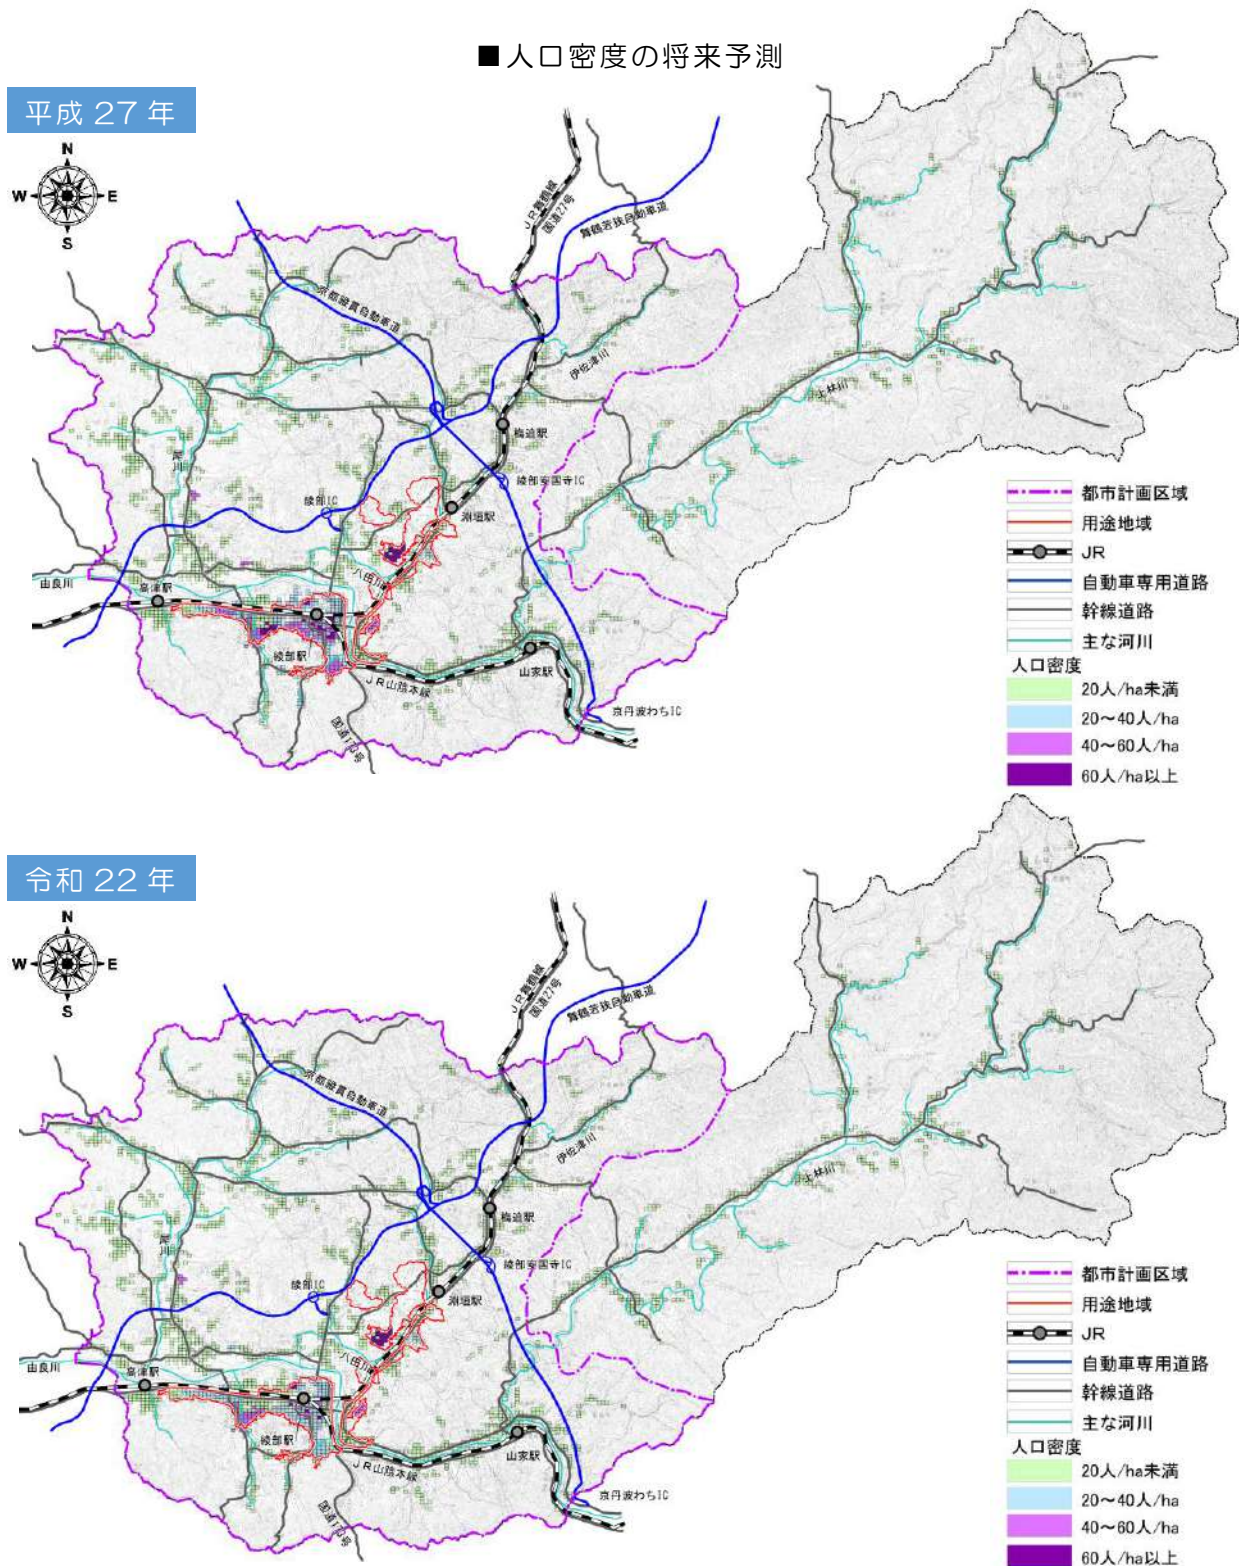 ■人口密度の将来予測
平成 27 年
N
W
E
S
JR舞鶴線
国道27号
舞鶴若狭自動車道
京都縦貫自動車道
伊佐津川
上林川
梅迫駅
犀川
綾部IC
綾部安国寺IC
渕垣駅
八田川
由良川
高津駅
綾部駅
JR山陰本線
山家駅
国道173号
京丹波わちIC
都市計画区域
用途地域
JR
自動車専用道路
幹線道路
主な河川
人口密度
20人/ha未満
20～40人/ha
40～60人/ha
60人/ha以上
令和 22 年
N
W
E
S
JR舞鶴線
国道27号
舞鶴若狭自動車道
京都縦貫自動車道
伊佐津川
上林川
梅迫駅
犀川
綾部IC
綾部安国寺IC
渕垣駅
八田川
由良川
高津駅
綾部駅
JR山陰本線
山家駅
国道173号
京丹波わちIC
都市計画区域
用途地域
JR
自動車専用道路
幹線道路
主な河川
人口密度
20人/ha未満
20～40人/ha
40～60人/ha
60人/ha以上